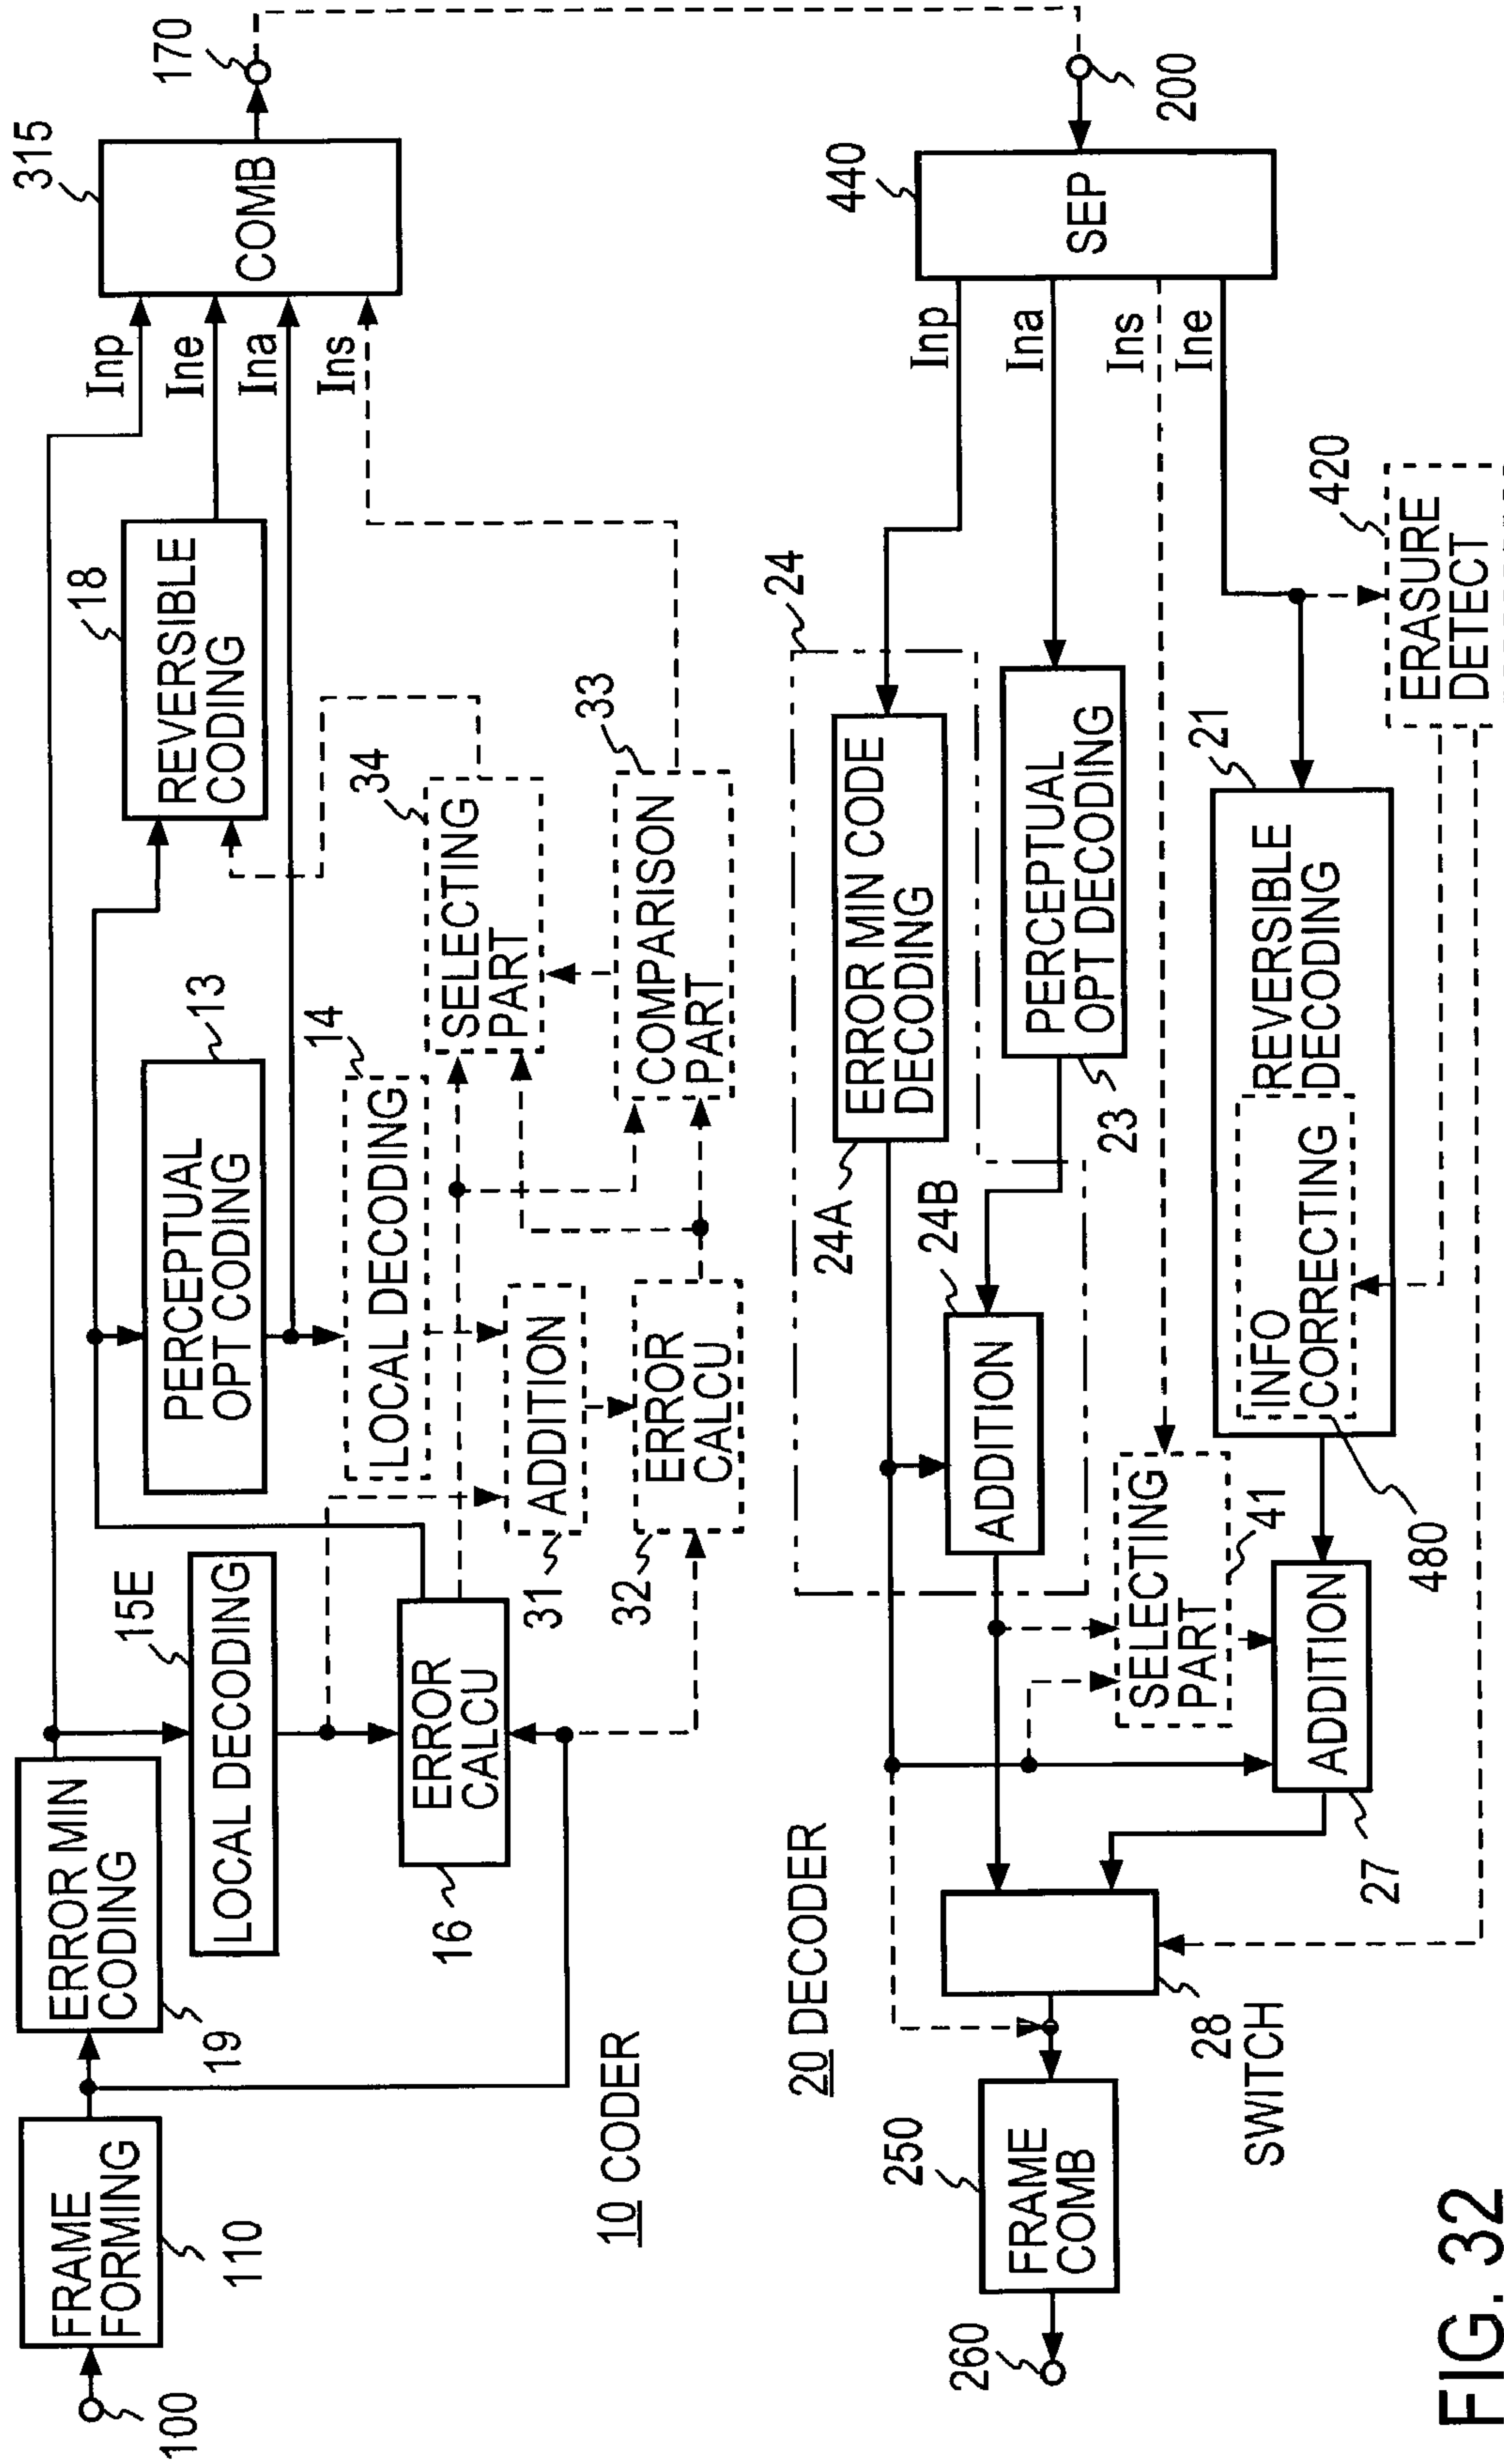 100
FRAME
FORMING
110
ERROR MIN
CODING
19
LOCAL DECODING
15E
ERROR
CALCU
16
10 CODER
PERCEPTUAL
OPT CODING
13
LOCAL DECODING
14
ADDITION
31
ERROR
CALCU
32
REVERSIBLE
CODING
18
SELECTING
PART
34
COMPARISON
PART
33
Inp
Ine
Ina
Ins
COMB
315
170
20 DECODER
200
SEP
440
Inp
Ina
Ins
Ine
24
ERROR MIN CODE
DECODING
24A
PERCEPTUAL
OPT DECODING
23
ADDITION
24B
ERASURE
DETECT
420
REVERSIBLE
DECODING
21
INFO
CORRECTING
480
SELECTING
PART
41
ADDITION
27
28
SWITCH
FRAME
COMB
250
260
FIG. 32